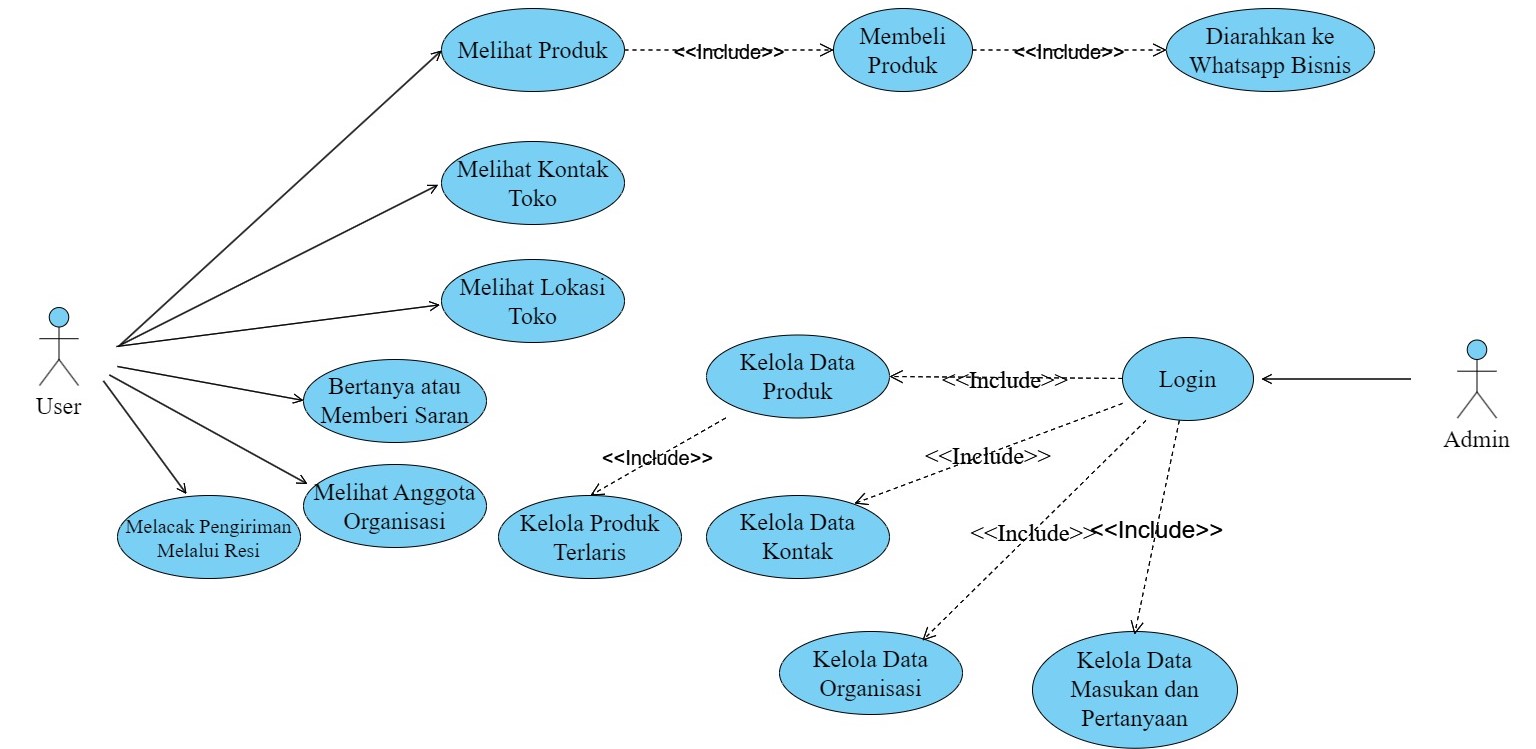 Melihat Produk
<<Include>>
Membeli
Produk
<<Include>>
Diarahkan ke
Whatsapp Bisnis
Melihat Kontak
Toko
Melihat Lokasi
Toko
User
Bertanya atau
Memberi Saran
Melihat Anggota
Organisasi
Melacak Pengiriman
Melalui Resi
Kelola Data
Produk
<<Include>>
Login
Admin
<<Include>>
Kelola Produk
Terlaris
<<Include>>
Kelola Data
Kontak
<<Include>>
<<Include>>
Kelola Data
Organisasi
Kelola Data
Masukan dan
Pertanyaan